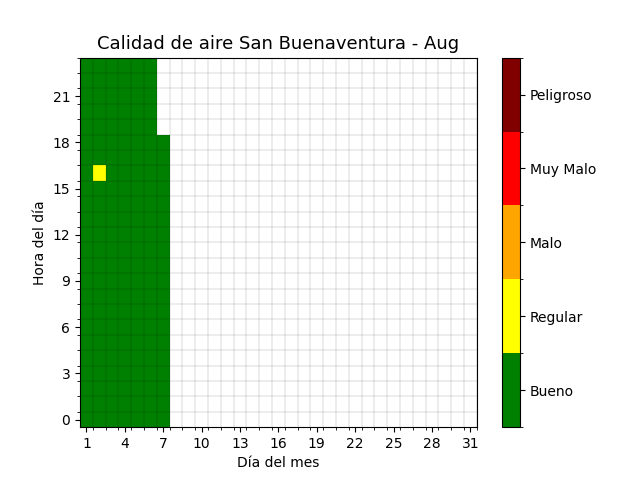 Calidad de aire San Buenaventura - Aug
Hora del día
21
18
15
12
9
6
3
0
1 4 7 10 13 16 19 22 25 28 31
Día del mes
Peligroso
Muy Malo
Malo
Regular
Bueno